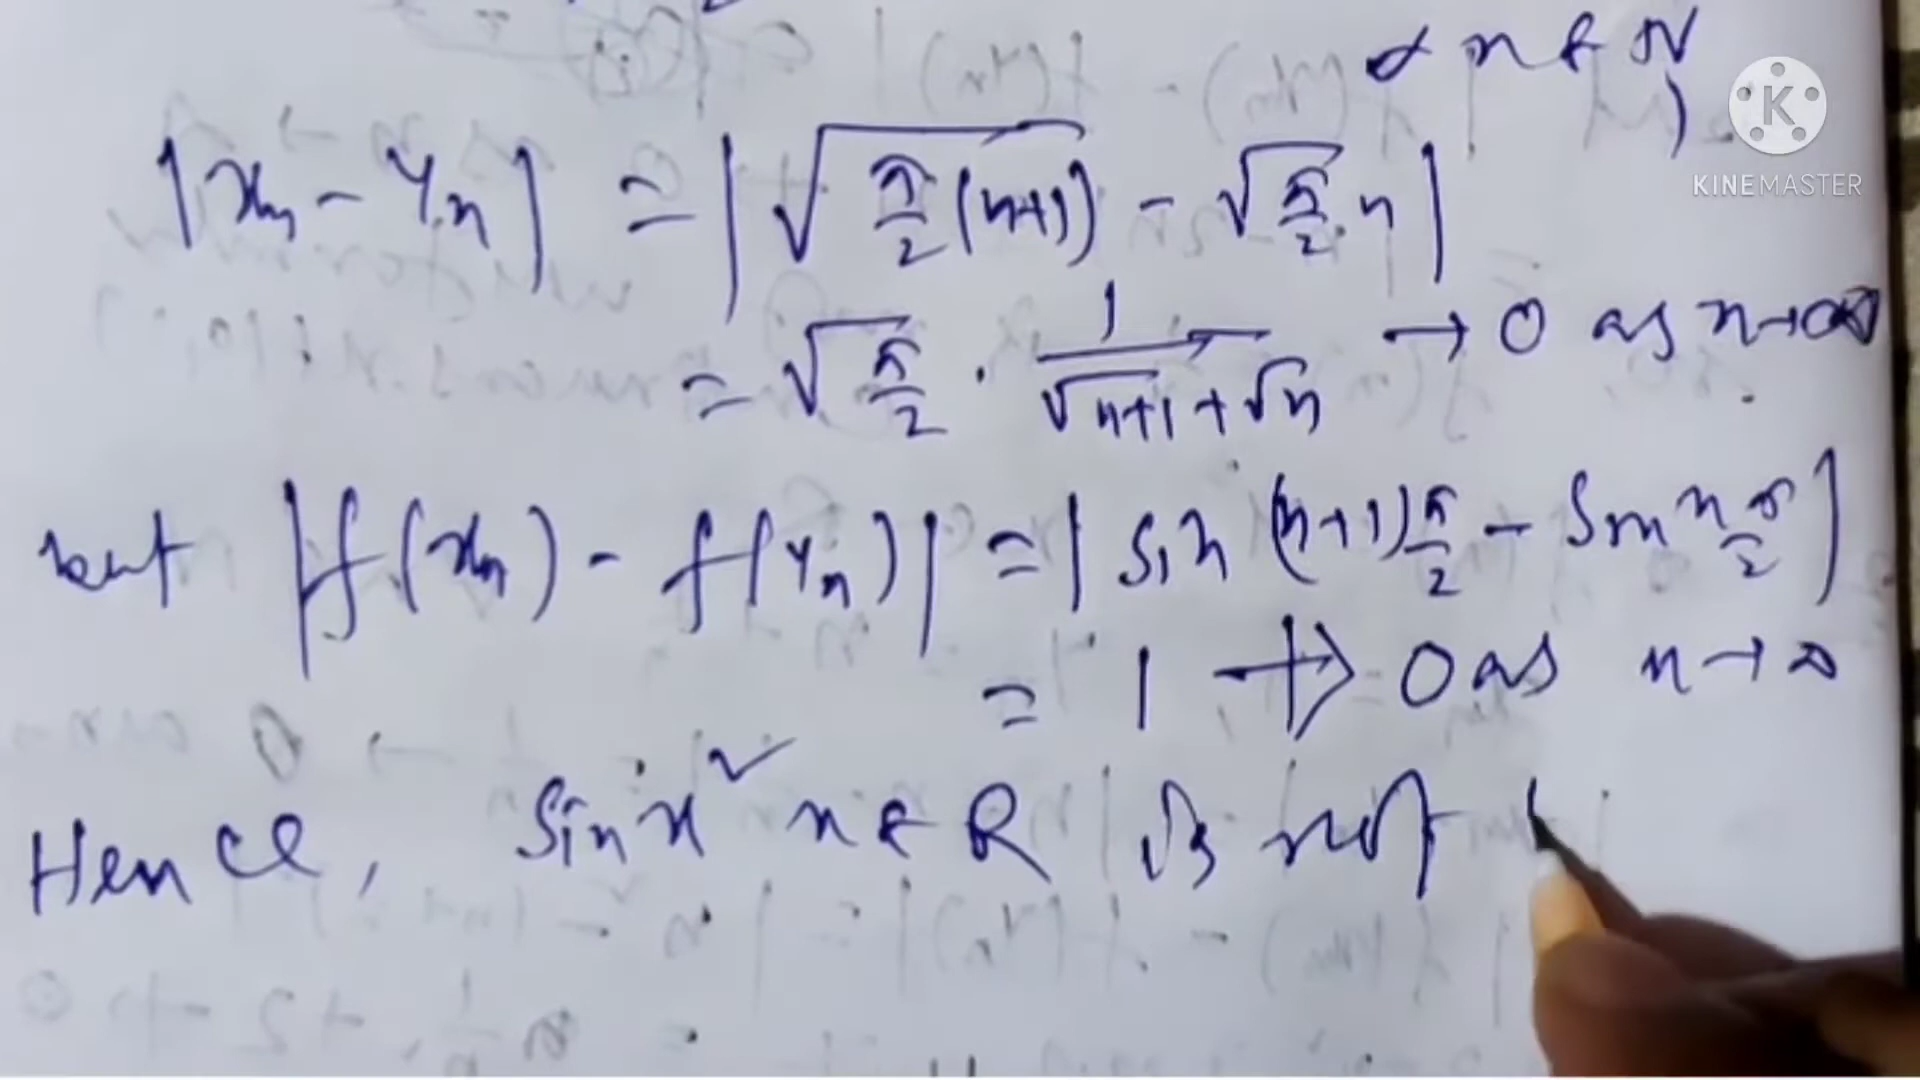 ∀ n ∈ N
KINEMASTER
|xₙ - yₙ| = |√(π/2 (n+1)) - √(π/2 · n)|
= √(π/2) · 1/(√(n+1) + √n) → 0 as n → ∞
but |f(xₙ) - f(yₙ)| = |sin (n+1)π/2 - sin nπ/2|
= 1 ↛ 0 as n → ∞
Hence, Sin x² x ∈ R is not